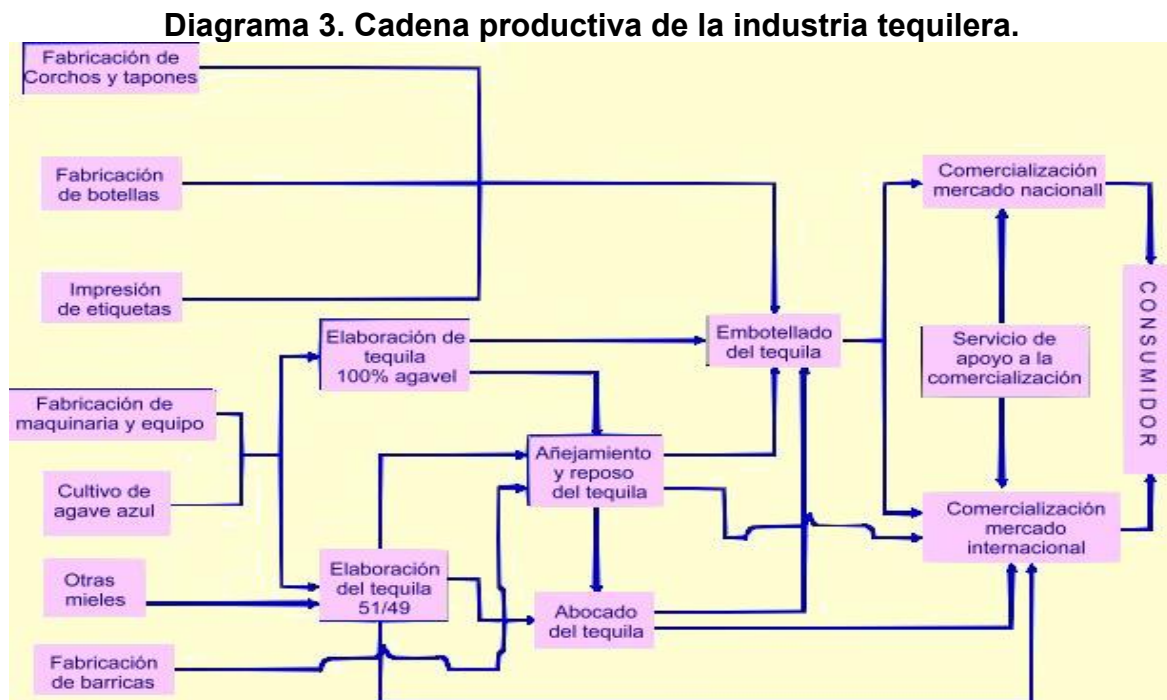 Diagrama 3. Cadena productiva de la industria tequilera.
Fabricación de
Corchos y tapones
Fabricación
de botellas
Impresión
de etiquetas
Fabricación de
maquinaria y equipo
Cultivo de
agave azul
Otras
mieles
Fabricación
de barricas
Elaboración de
tequila
100% agavel
Elaboración
del tequila
51/49
Añejamiento
y reposo
del tequila
Abocado
del tequila
Embotellado
del tequila
Comercialización
mercado nacionall
Servicio de
apoyo a la
comercialización
Comercialización
mercado
internacional
CONSUMIDOR